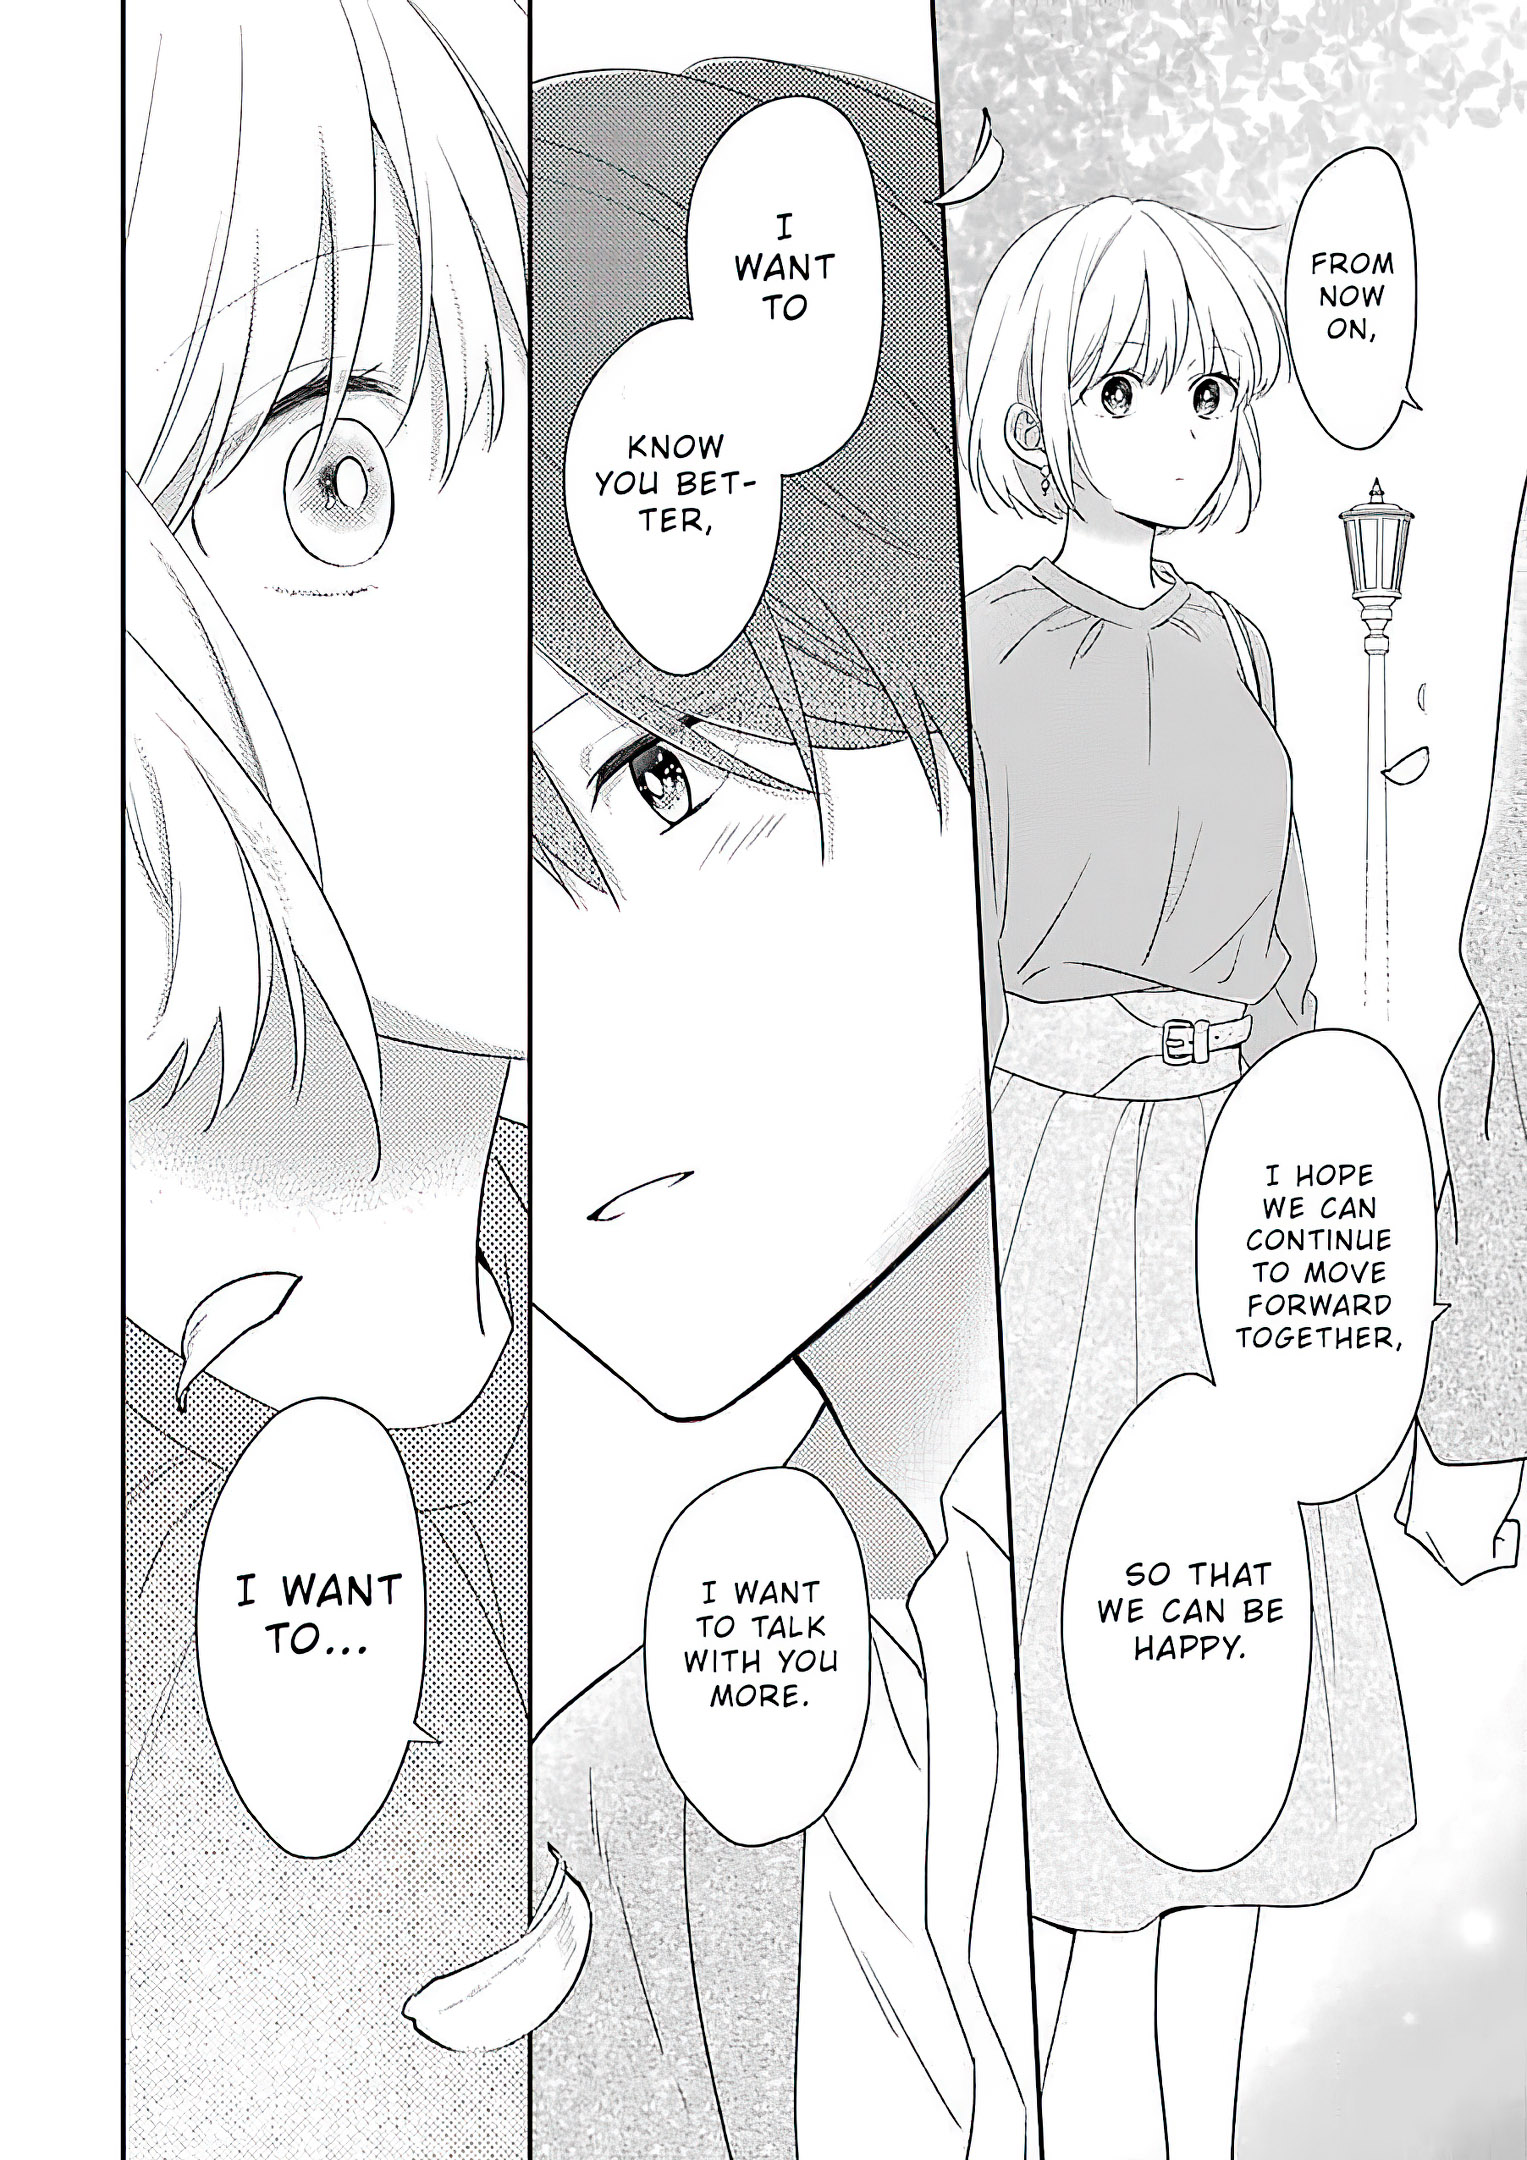 FROM
NOW
ON,
I HOPE
WE CAN
CONTINUE
TO MOVE
FORWARD
TOGETHER,
SO THAT
WE CAN BE
HAPPY.
I
WANT
TO
KNOW
YOU BET-
TER,
I WANT
TO TALK
WITH YOU
MORE.
I WANT
TO...